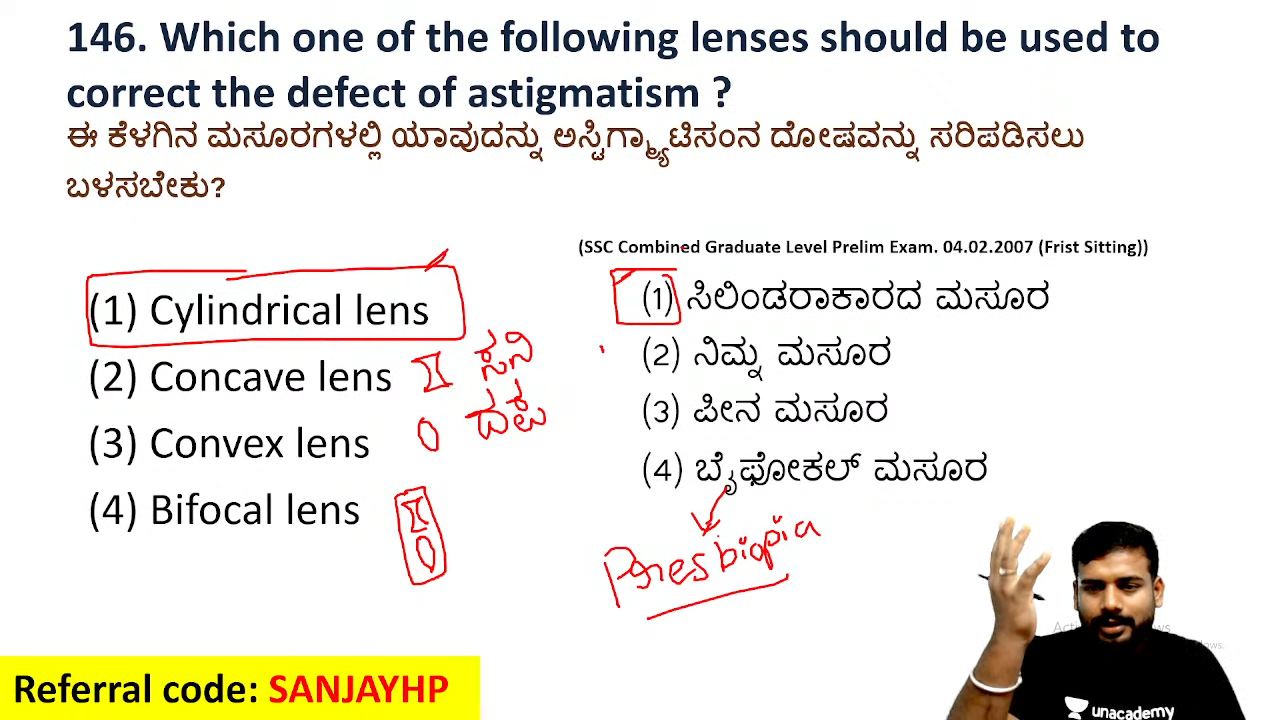 146. Which one of the following lenses should be used to
correct the defect of astigmatism ?
ಈ ಕೆಳಗಿನ ಮಸೂರಗಳಲ್ಲಿ ಯಾವುದನ್ನು ಅಸ್ಟಿಗ್ಮ್ಯಾಟಿಸಂನ ದೋಷವನ್ನು ಸರಿಪಡಿಸಲು
ಬಳಸಬೇಕು?
(SSC Combined Graduate Level Prelim Exam. 04.02.2007 (Frist Sitting))
(1) Cylindrical lens
(2) Concave lens
(3) Convex lens
(4) Bifocal lens
(1) ಸಿಲಿಂಡರಾಕಾರದ ಮಸೂರ
(2) ನಿಮ್ನ ಮಸೂರ
(3) ಪೀನ ಮಸೂರ
(4) ಬೈಫೋಕಲ್ ಮಸೂರ
Presbiopia
Referral code: SANJAYHP
unacademy